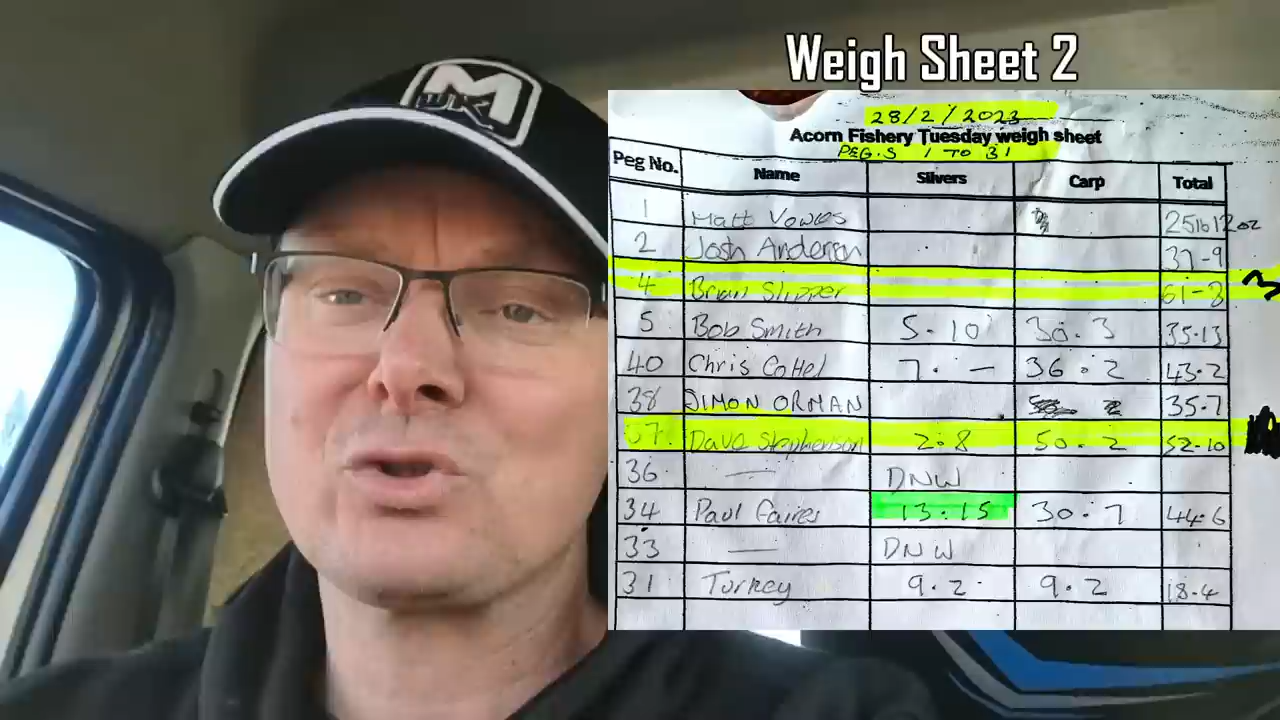 Weigh Sheet 2
M
28/2/2023
Acorn Fishery Tuesday weigh sheet
PEG.S 1 TO 31
Peg No. Name Silvers Carp Total
1 Matt Vowles 25lb12oz
2 Josh Anderson 37-9
4 Brian Slipper 61-3
5 Bob Smith 5.10 30.3 35.13
40 Chris Cottel 7. - 36.2 43.2
38 SIMON ORMAN 35.7
37. Dave Stephenson 2:8 50.2 52-10
36 — DNW
34 Paul Faires 13:15 30.7 44.6
33 — DNW
31 Turkey 9.2 9.2 18.4